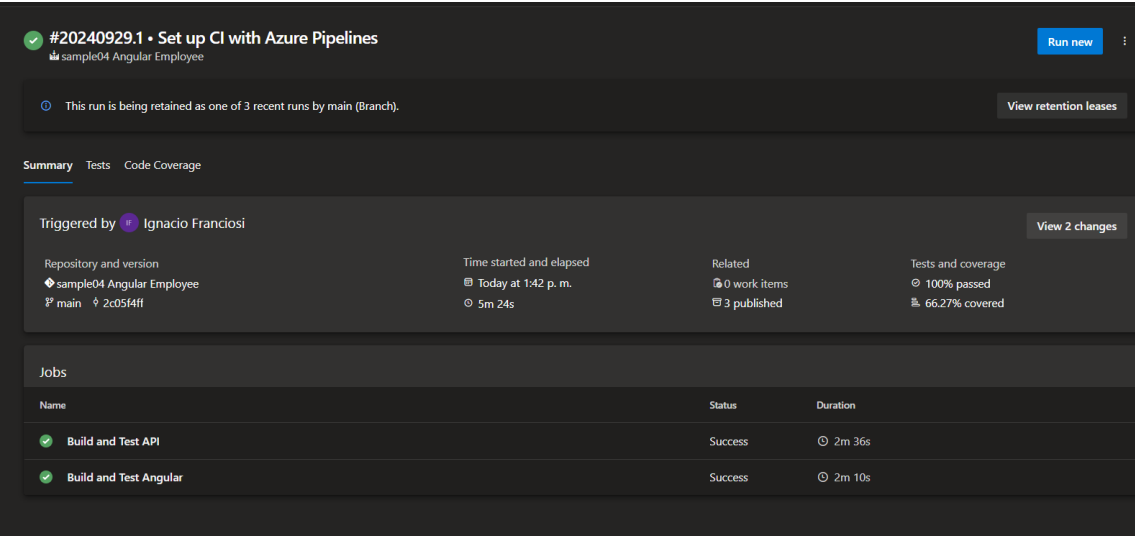 #20240929.1 • Set up CI with Azure Pipelines
sample04 Angular Employee
Run new
This run is being retained as one of 3 recent runs by main (Branch).
View retention leases
Summary Tests Code Coverage
Triggered by IF Ignacio Franciosi
View 2 changes
Repository and version
sample04 Angular Employee
main 2c05f4ff
Time started and elapsed
Today at 1:42 p. m.
5m 24s
Related
0 work items
3 published
Tests and coverage
100% passed
66.27% covered
Jobs
Name Status Duration
Build and Test API Success 2m 36s
Build and Test Angular Success 2m 10s